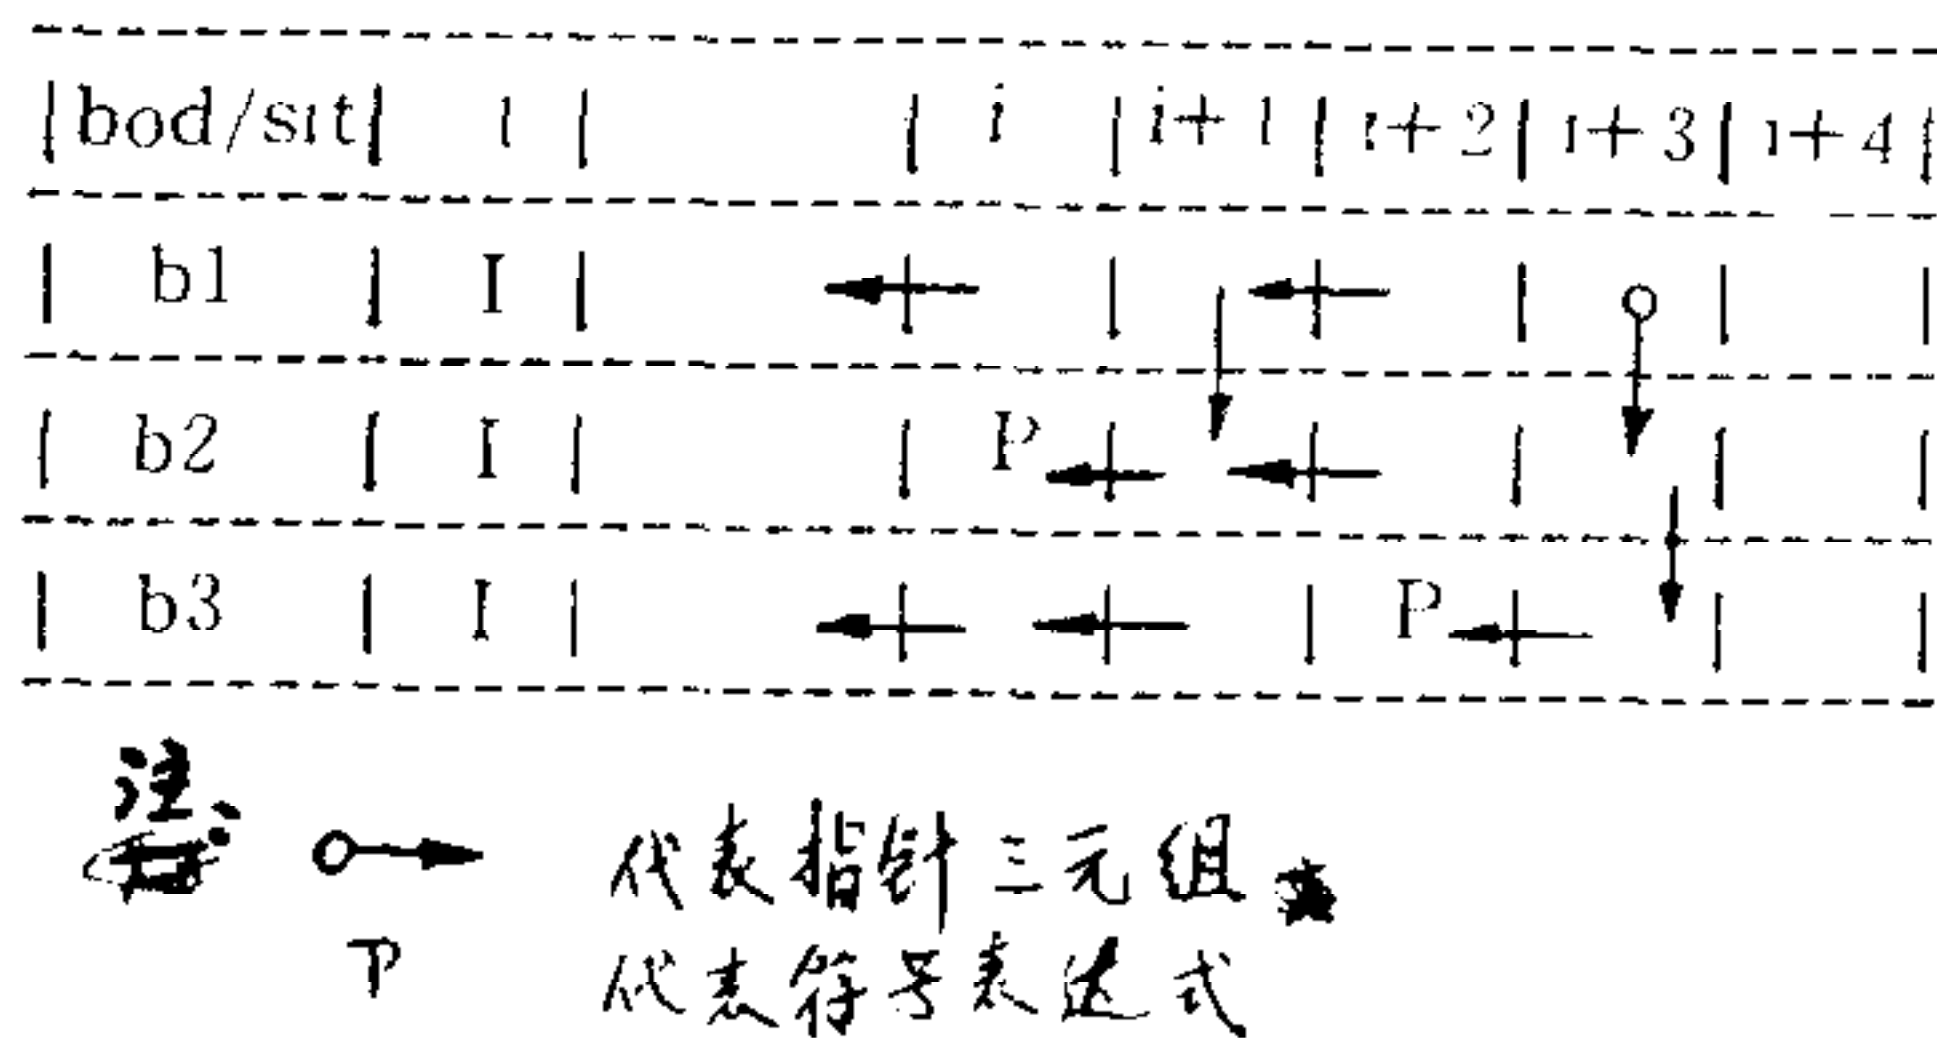 bod/sit 1 i i+1 i+2 i+3 i+4
b1 I
b2 I P
b3 I P
注:
代表指针三元组
P 代表符号表达式